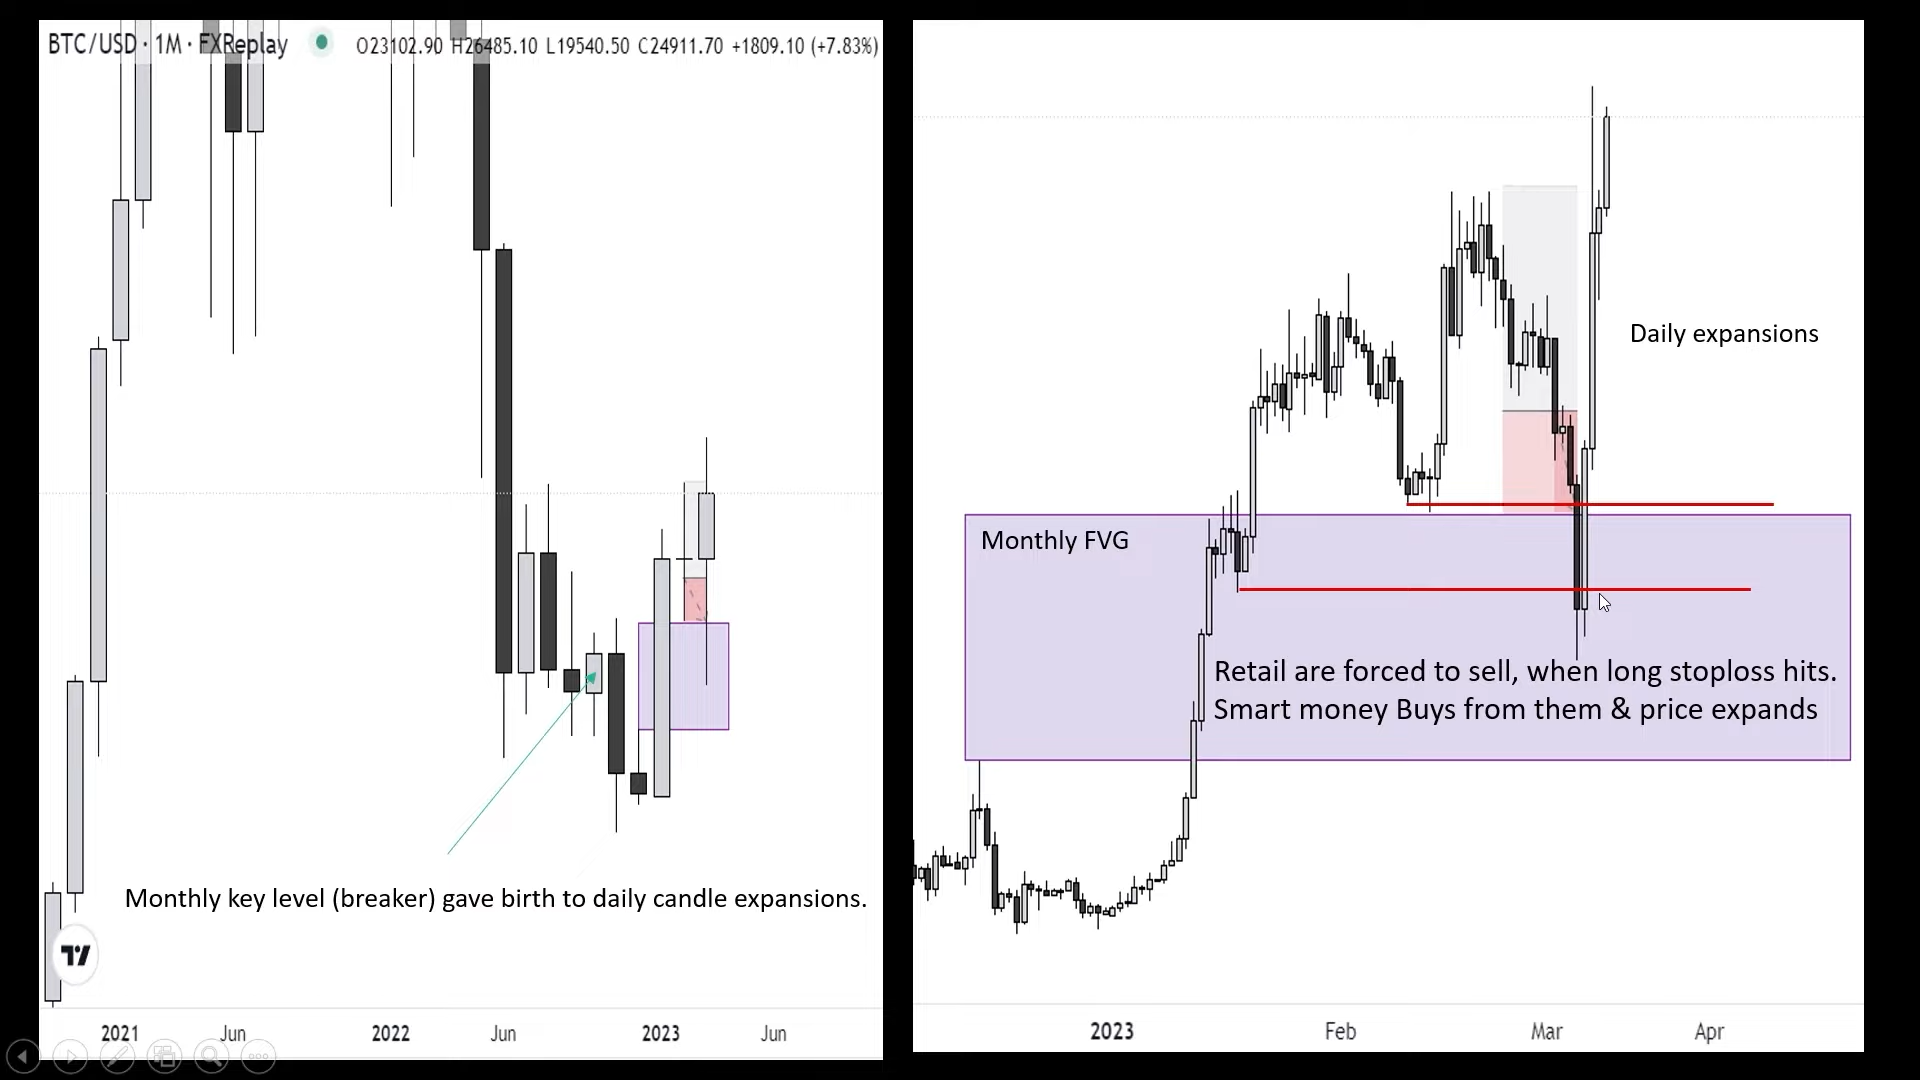 BTC/USD · 1M · FXReplay O23102.90 H26485.10 L19540.50 C24911.70 +1809.10 (+7.83%)
Monthly key level (breaker) gave birth to daily candle expansions.
2021 Jun 2022 Jun 2023 Jun
Daily expansions
Monthly FVG
Retail are forced to sell, when long stoploss hits.
Smart money Buys from them & price expands
2023 Feb Mar Apr